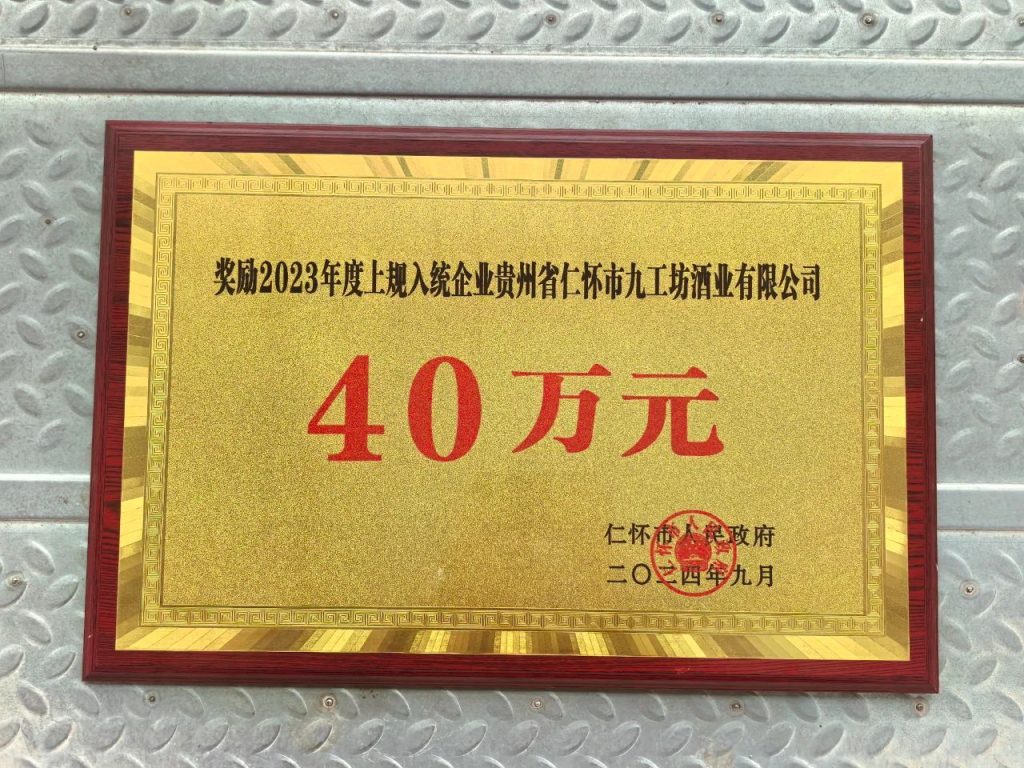 奖励2023年度上规入统企业贵州省仁怀市九工坊酒业有限公司
40万元
仁怀市人民政府
二〇二四年九月